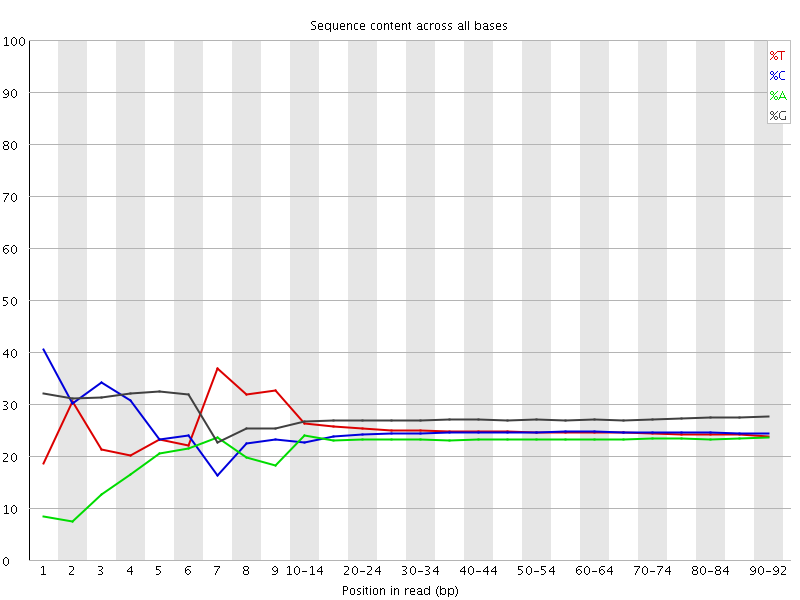 Sequence content across all bases
100
90
80
70
60
50
40
30
20
10
0
%T
%C
%A
%G
1 2 3 4 5 6 7 8 9 10-14 20-24 30-34 40-44 50-54 60-64 70-74 80-84 90-92
Position in read (bp)